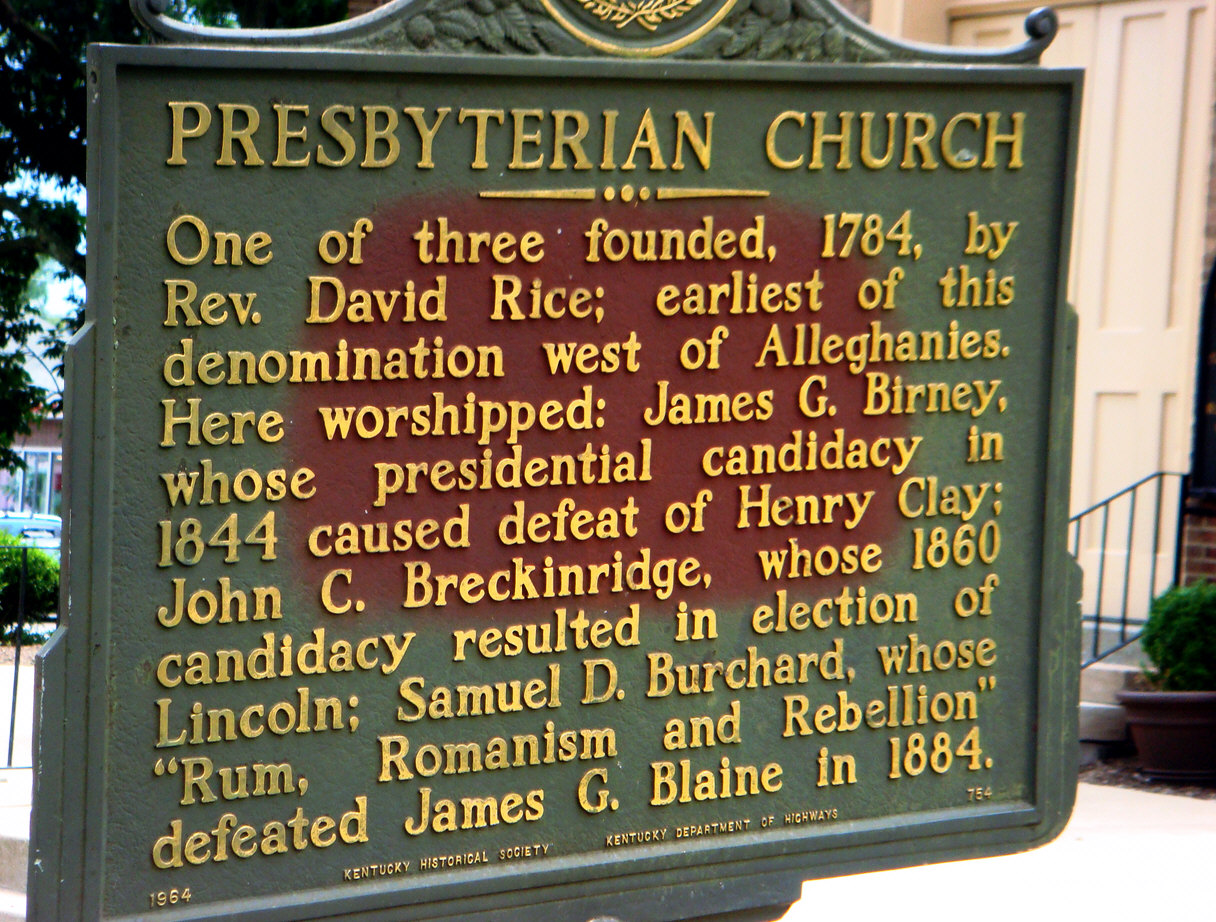 PRESBYTERIAN CHURCH
One of three founded, 1784, by
Rev. David Rice; earliest of this
denomination west of Alleghanies.
Here worshipped: James G. Birney,
whose presidential candidacy in
1844 caused defeat of Henry Clay;
John C. Breckinridge, whose 1860
candidacy resulted in election of
Lincoln; Samuel D. Burchard, whose
“Rum, Romanism and Rebellion”
defeated James G. Blaine in 1884.
754
KENTUCKY HISTORICAL SOCIETY KENTUCKY DEPARTMENT OF HIGHWAYS
1964